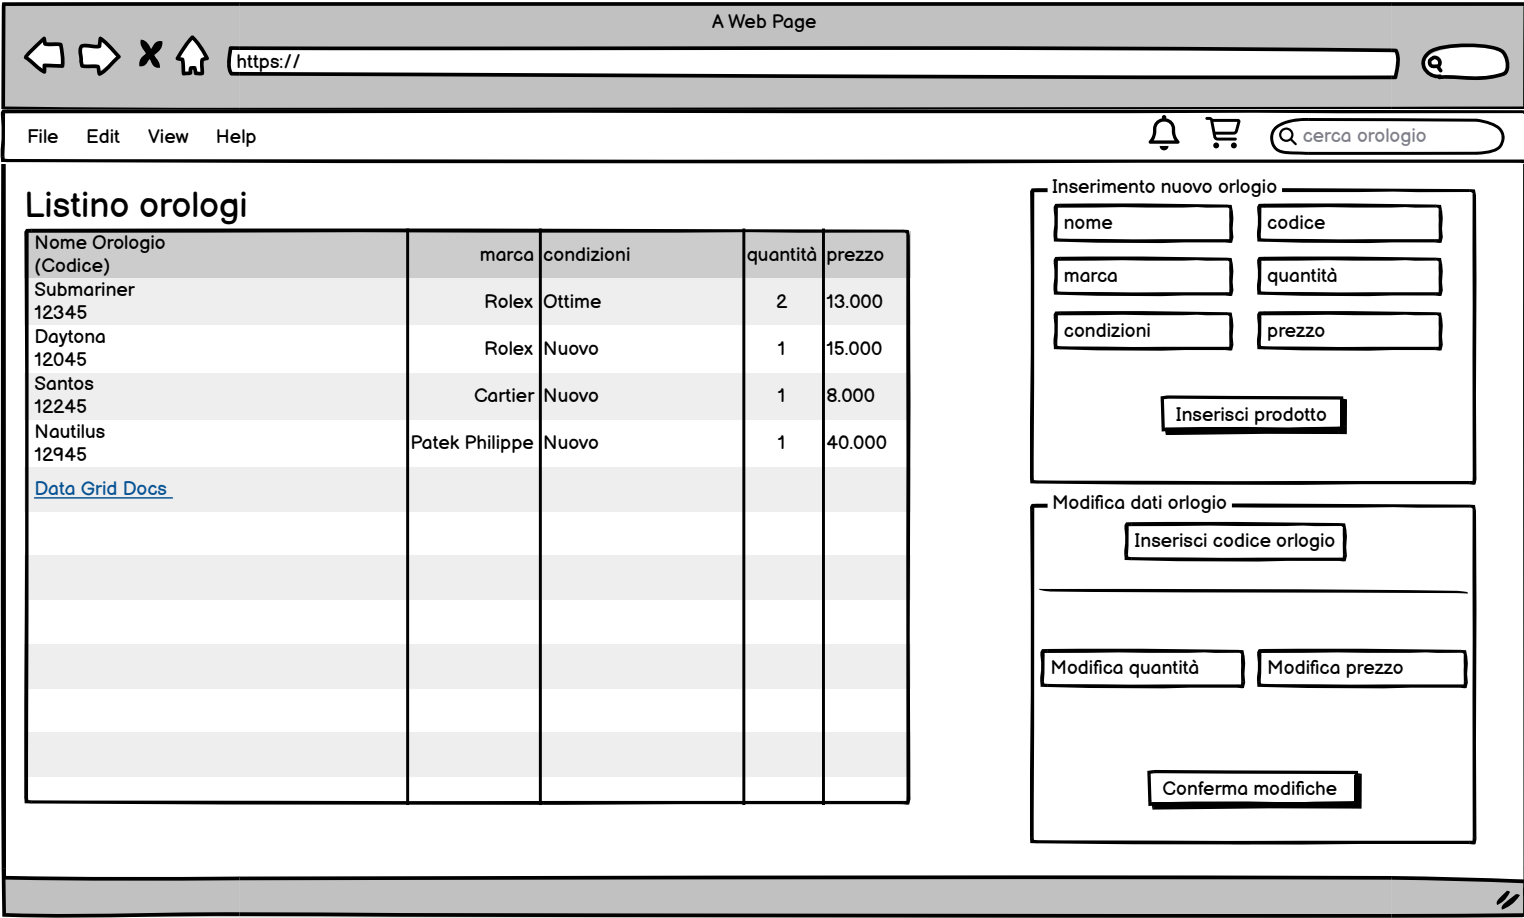 A Web Page
https://
File Edit View Help
cerca orologio
Listino orologi
Nome Orologio
(Codice)
marca
condizioni
quantità
prezzo
Submariner
12345
Rolex
Ottime
2
13.000
Daytona
12045
Rolex
Nuovo
1
15.000
Santos
12245
Cartier
Nuovo
1
8.000
Nautilus
12945
Patek Philippe
Nuovo
1
40.000
Data Grid Docs
Inserimento nuovo orlogio
nome
codice
marca
quantità
condizioni
prezzo
Inserisci prodotto
Modifica dati orlogio
Inserisci codice orlogio
Modifica quantità
Modifica prezzo
Conferma modifiche